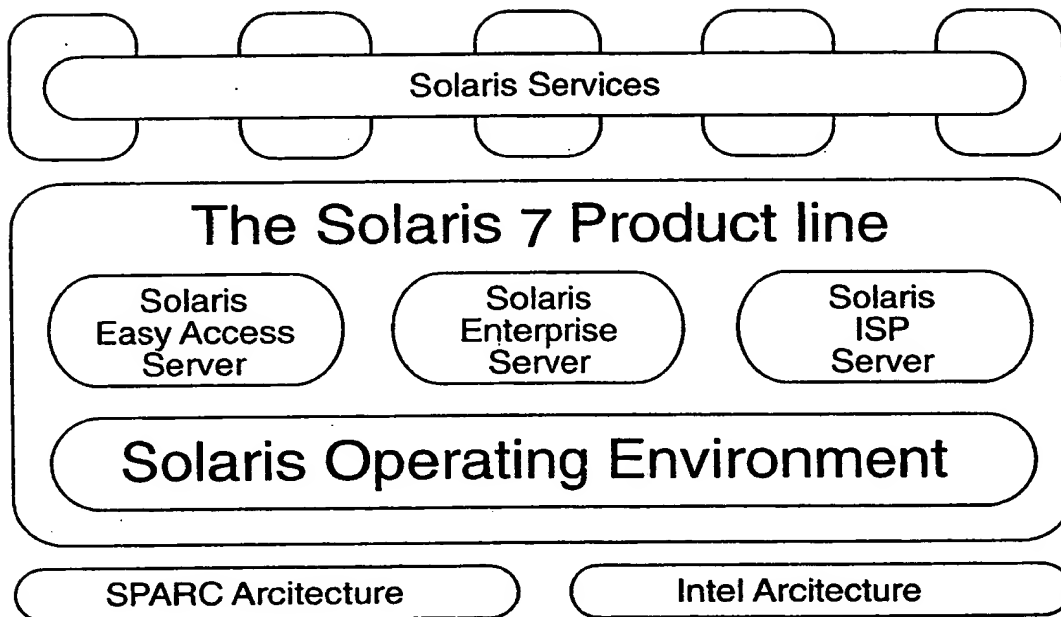 Solaris Services
The Solaris 7 Product line
Solaris
Easy Access
Server
Solaris
Enterprise
Server
Solaris
ISP
Server
Solaris Operating Environment
SPARC Arcitecture
Intel Arcitecture